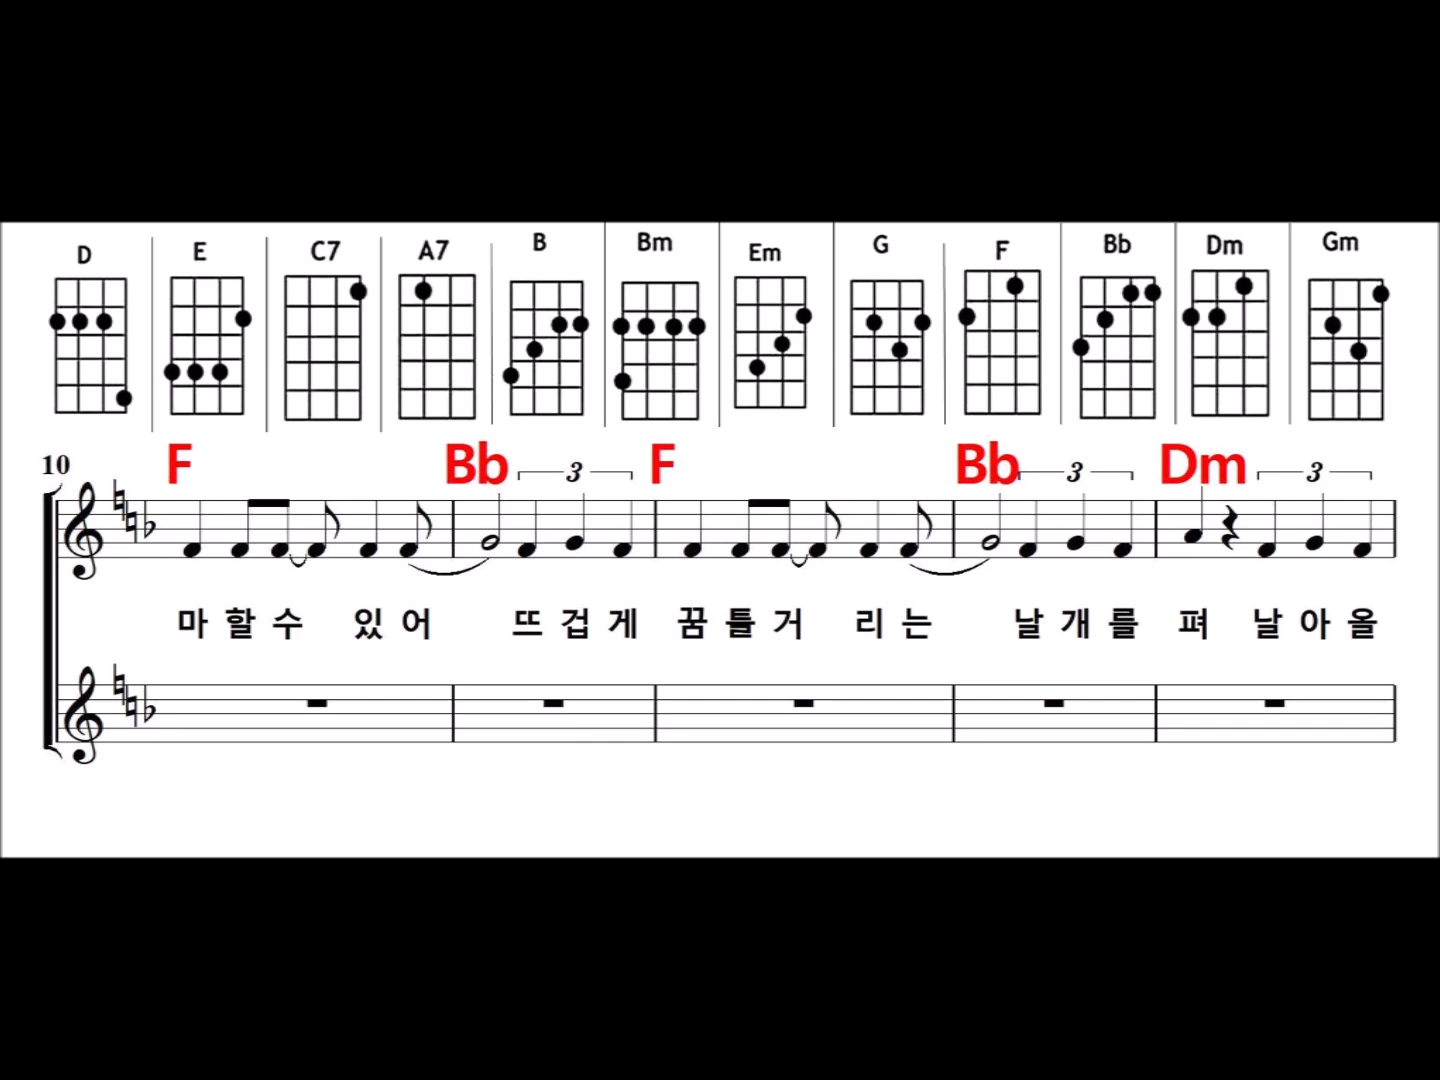 D E C7 A7 B Bm Em G F Bb Dm Gm
10 F Bb 3 F Bb 3 Dm 3
마 할 수 있 어 뜨 겁 게 꿈 틀 거 리 는 날 개 를 펴 날 아 올